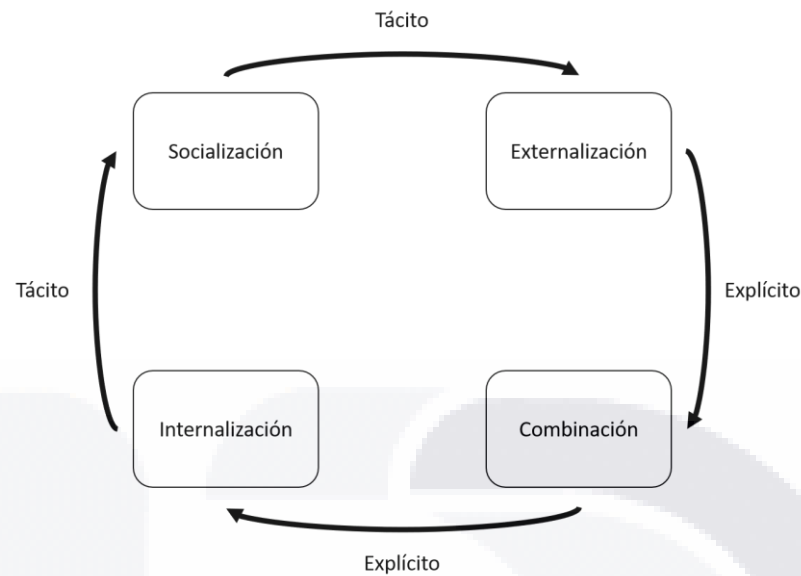 Tácito
Socialización
Externalización
Tácito
Explícito
Internalización
Combinación
Explícito